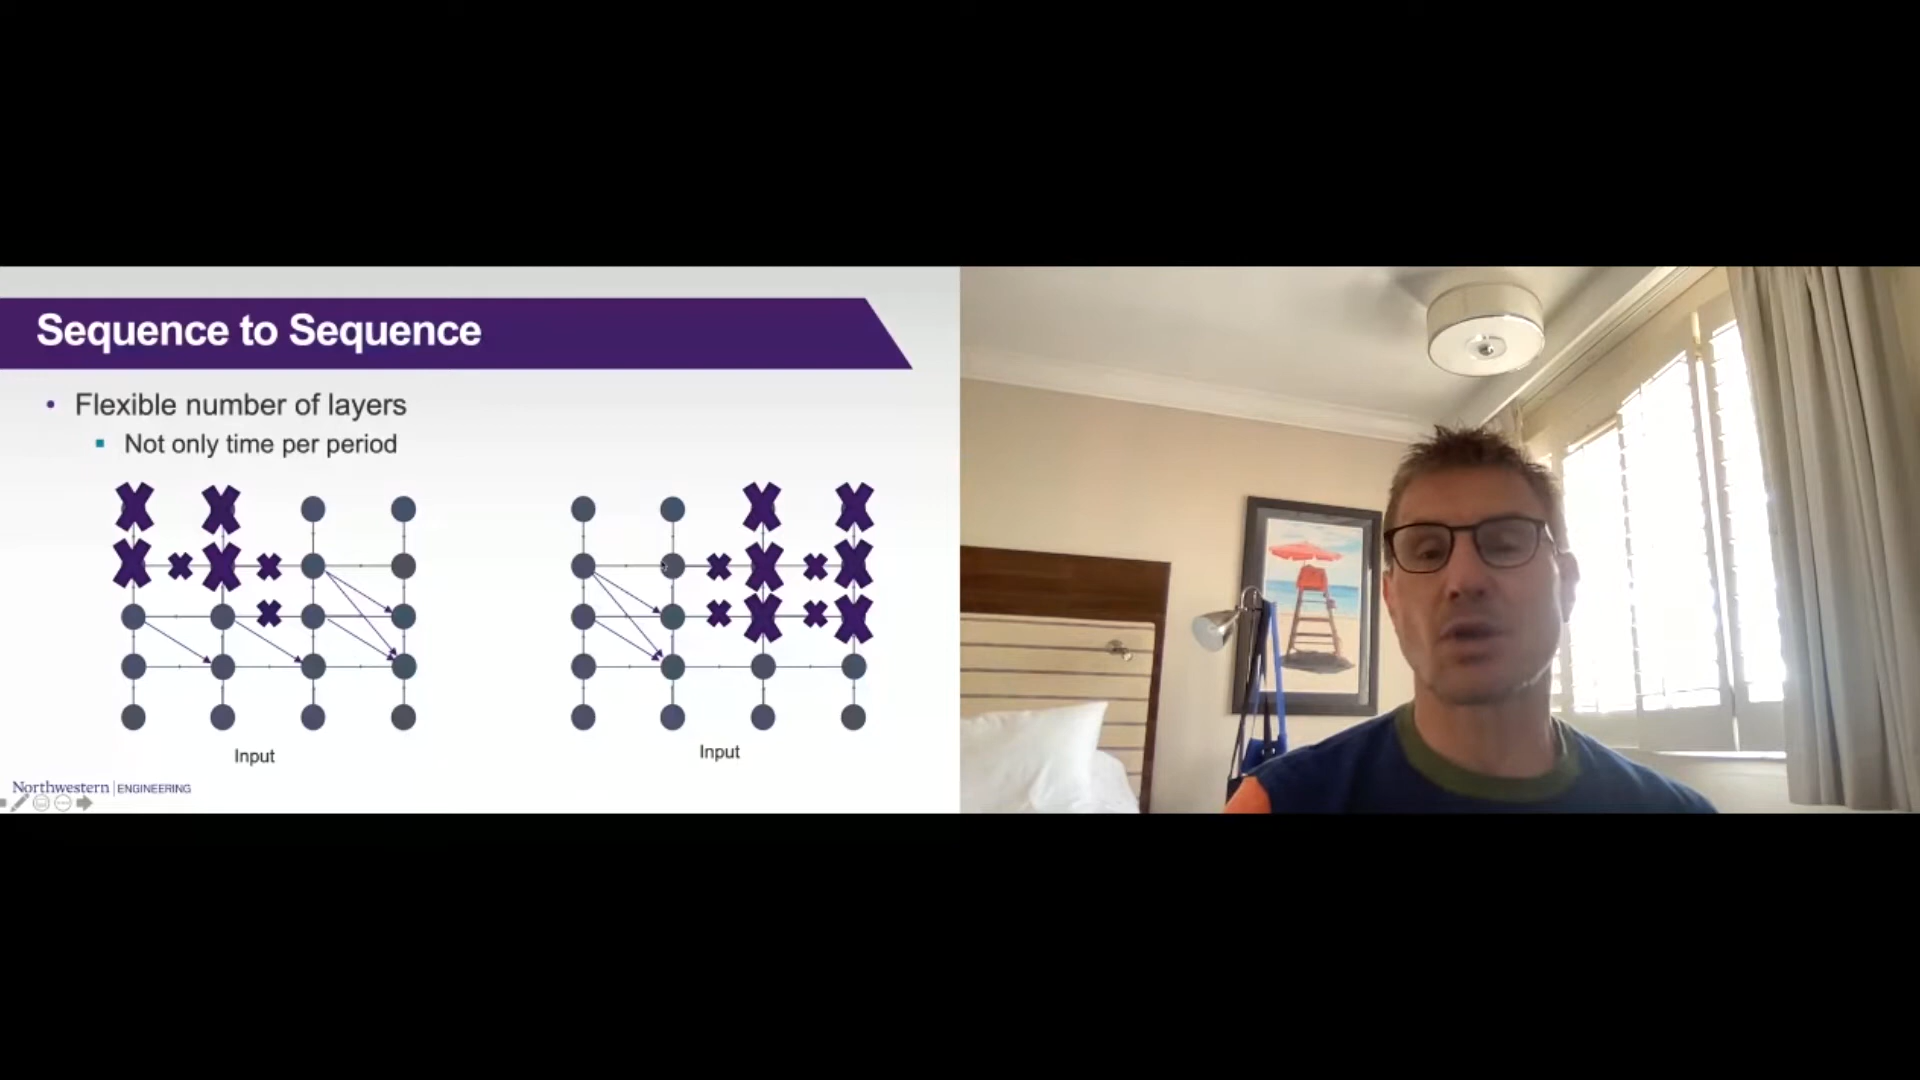 Sequence to Sequence
• Flexible number of layers
▪ Not only time per period
Input
Input
Northwestern | ENGINEERING